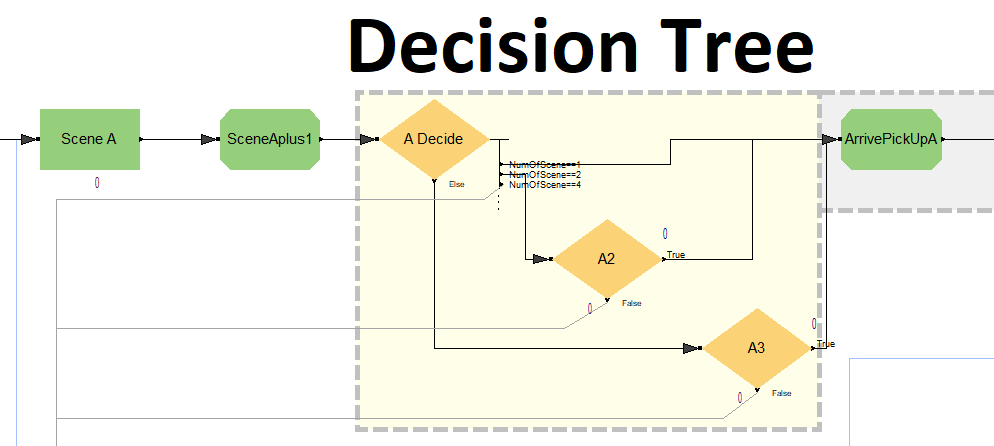 Decision Tree
Scene A
SceneAplus1
A Decide
ArrivePickUpA
0
Else
NumOfScene==1
NumOfScene==2
NumOfScene==4
A2
0
True
0
False
A3
0
True
0
False